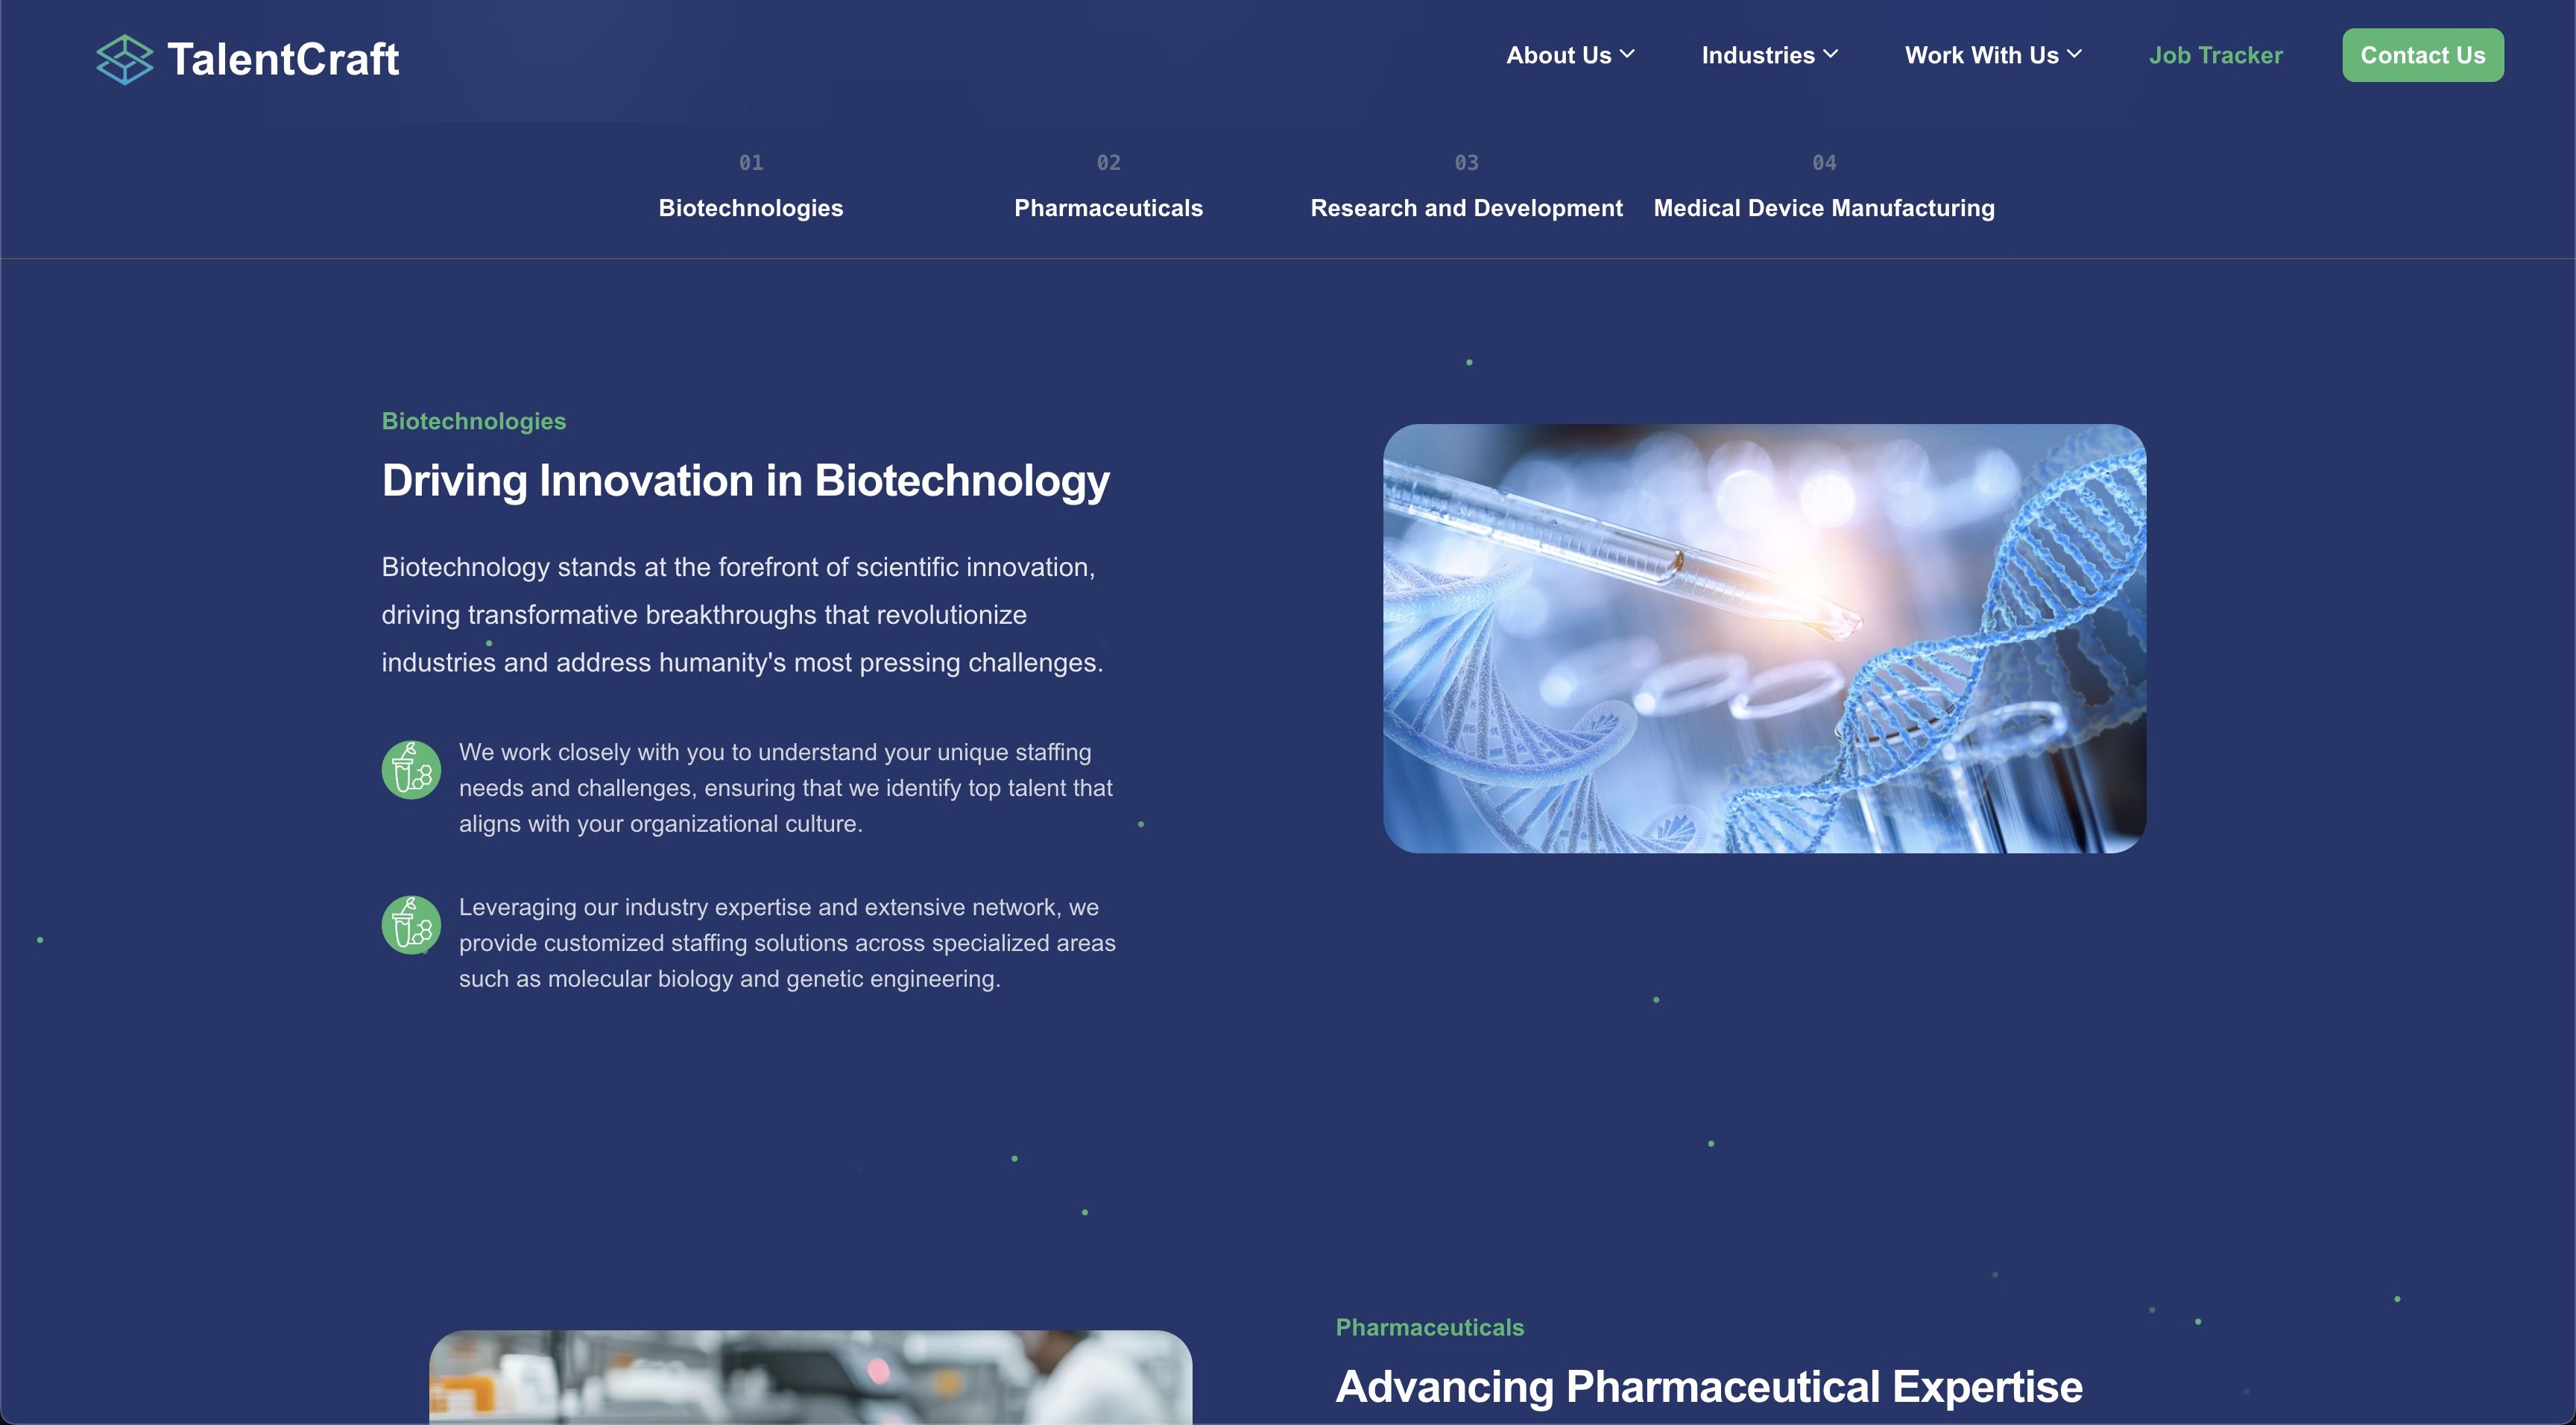 TalentCraft
About Us
Industries
Work With Us
Job Tracker
Contact Us
01
02
03
04
Biotechnologies
Pharmaceuticals
Research and Development
Medical Device Manufacturing
Biotechnologies
Driving Innovation in Biotechnology
Biotechnology stands at the forefront of scientific innovation,
driving transformative breakthroughs that revolutionize
industries and address humanity's most pressing challenges.
We work closely with you to understand your unique staffing
needs and challenges, ensuring that we identify top talent that
aligns with your organizational culture.
Leveraging our industry expertise and extensive network, we
provide customized staffing solutions across specialized areas
such as molecular biology and genetic engineering.
Pharmaceuticals
Advancing Pharmaceutical Expertise